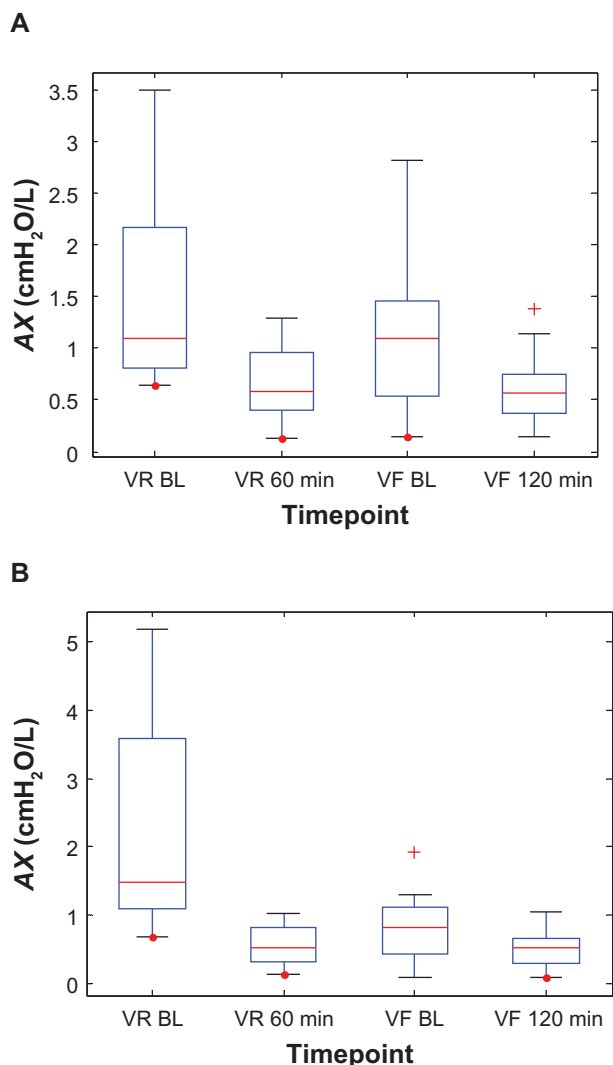 A
AX (cmH₂O/L)
3.5
3
2.5
2
1.5
1
0.5
0
VR BL VR 60 min VF BL VF 120 min
Timepoint
B
AX (cmH₂O/L)
5
4
3
2
1
0
VR BL VR 60 min VF BL VF 120 min
Timepoint